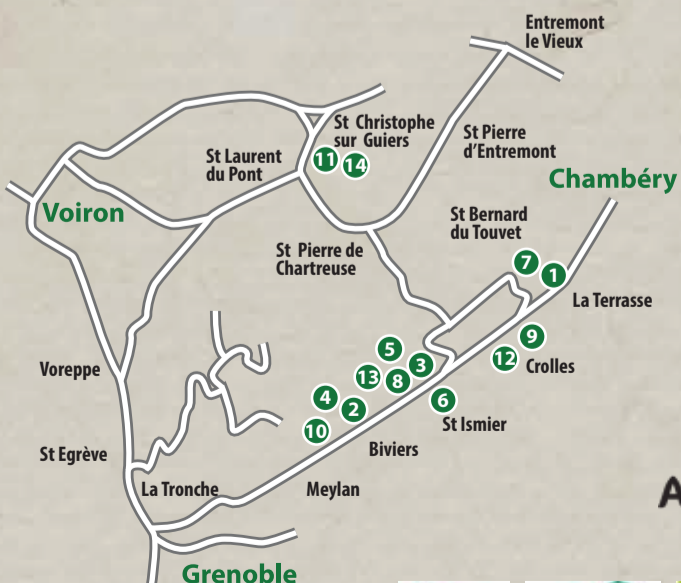 Entremont
le Vieux
St Christophe
sur Guiers
11 14
St Pierre
d'Entremont
St Laurent
du Pont
Chambéry
Voiron
St Bernard
du Touvet
St Pierre de
Chartreuse
7 1
La Terrasse
9
12
Crolles
5
3
13 8
Voreppe
4 2
6
St Ismier
10
Biviers
St Egrève
La Tronche
Meylan
A
Grenoble